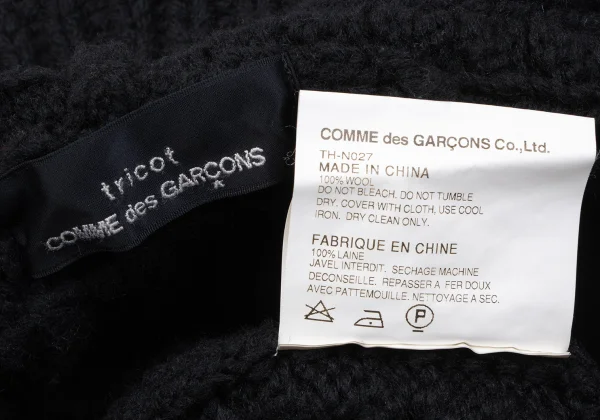 tricot
COMME des GARÇONS
COMME des GARÇONS Co.,Ltd.
TH-N027
MADE IN CHINA
100% WOOL
DO NOT BLEACH. DO NOT TUMBLE
DRY. COVER WITH CLOTH, USE COOL
IRON. DRY CLEAN ONLY.
FABRIQUE EN CHINE
100% LAINE
JAVEL INTERDIT. SECHAGE MACHINE
DECONSEILLE. REPASSER A FER DOUX
AVEC PATTEMOUILLE. NETTOYAGE A SEC.
P